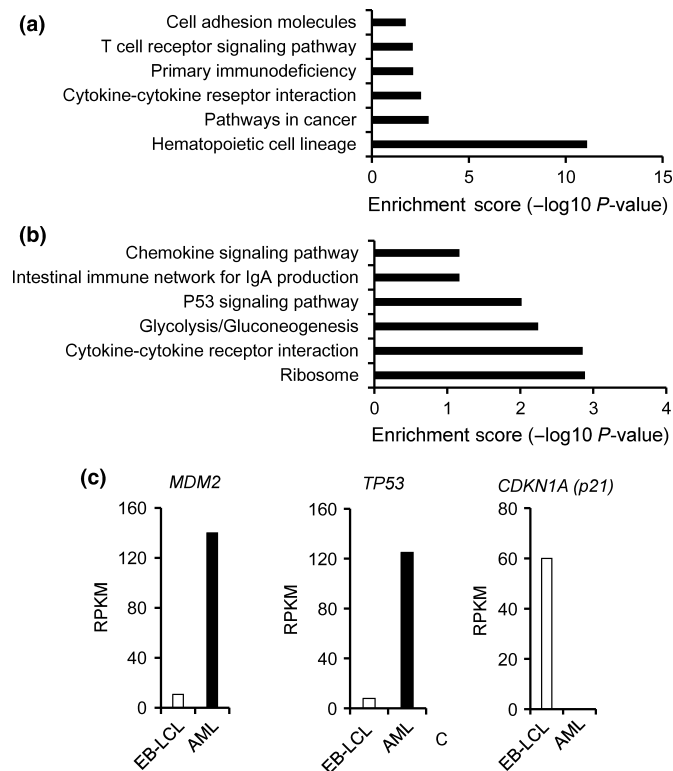 (a)
Cell adhesion molecules
T cell receptor signaling pathway
Primary immunodeficiency
Cytokine-cytokine reseptor interaction
Pathways in cancer
Hematopoietic cell lineage
0 5 10 15
Enrichment score (–log10 P-value)
(b)
Chemokine signaling pathway
Intestinal immune network for IgA production
P53 signaling pathway
Glycolysis/Gluconeogenesis
Cytokine-cytokine receptor interaction
Ribosome
0 1 2 3 4
Enrichment score (–log10 P-value)
(c)
MDM2
160
120
80
40
0
RPKM
EB-LCL
AML
TP53
160
120
80
40
0
RPKM
EB-LCL
AML
C
CDKN1A (p21)
80
60
40
20
0
RPKM
EB-LCL
AML